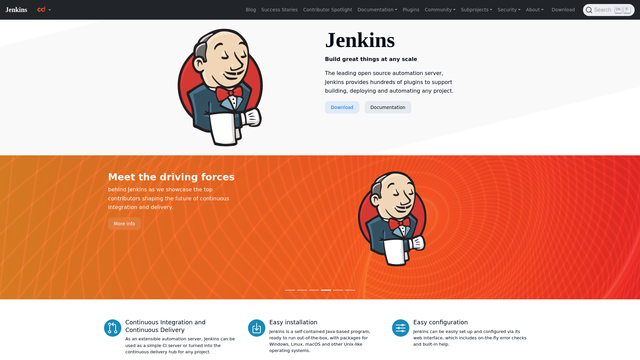 Jenkins
cd
Blog Success Stories Contributor Spotlight Documentation Plugins Community Subprojects Security About Download
Search
Jenkins
Build great things at any scale
The leading open source automation server,
Jenkins provides hundreds of plugins to support
building, deploying and automating any project.
Download Documentation
Meet the driving forces
behind Jenkins as we showcase the top
contributors shaping the future of continuous
integration and delivery.
More info
Continuous Integration and
Continuous Delivery
As an extensible automation server, Jenkins can be
used as a simple CI server or turned into the
continuous delivery hub for any project.
Easy installation
Jenkins is a self-contained Java-based program,
ready to run out-of-the-box, with packages for
Windows, Linux, macOS and other Unix-like
operating systems.
Easy configuration
Jenkins can be easily set up and configured via its
web interface, which includes on-the-fly error checks
and built-in help.